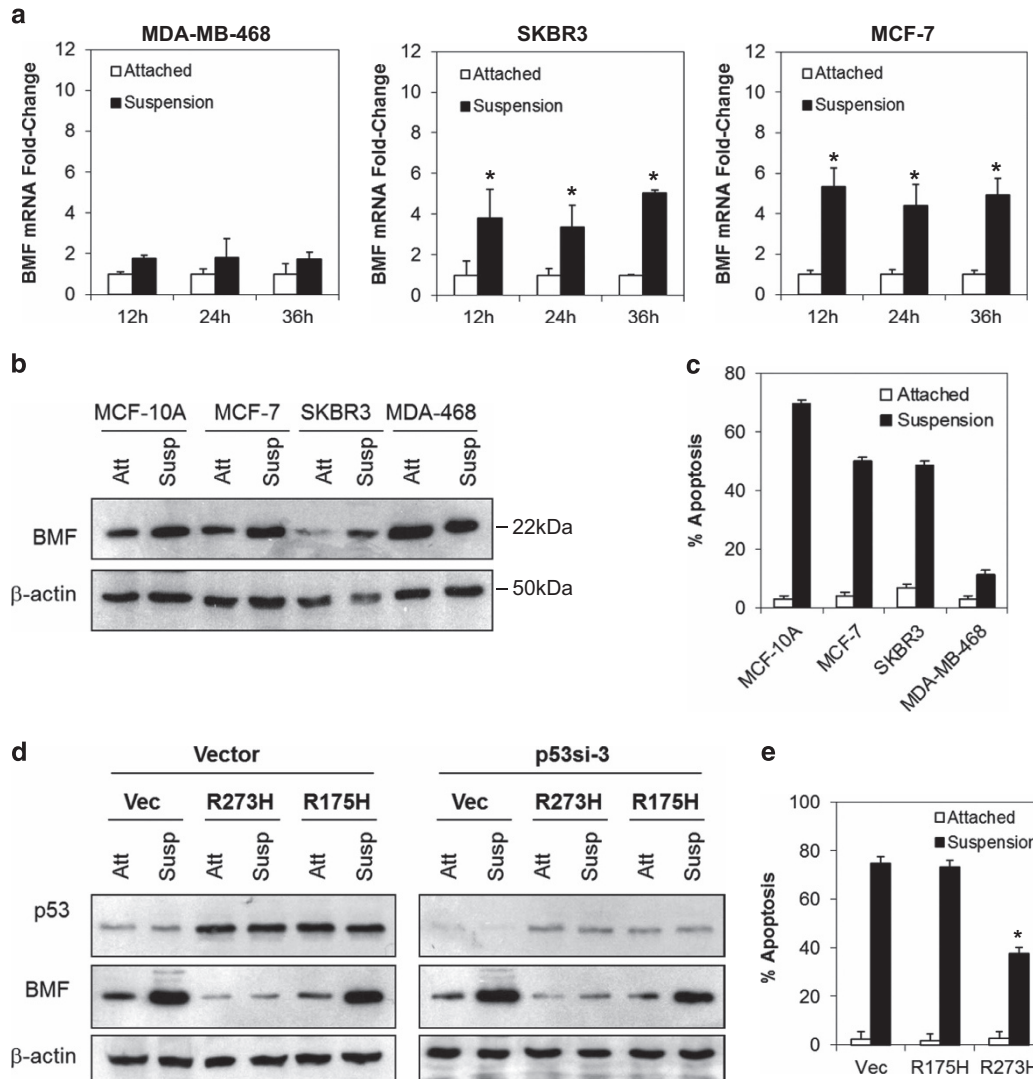 a
MDA-MB-468
SKBR3
MCF-7
BMF mRNA Fold-Change
12
10
8
6
4
2
0
Attached
Suspension
12h
24h
36h
BMF mRNA Fold-Change
12
10
8
6
4
2
0
Attached
Suspension
*
*
*
12h
24h
36h
BMF mRNA Fold-Change
12
10
8
6
4
2
0
Attached
Suspension
*
*
*
12h
24h
36h
b
MCF-10A MCF-7 SKBR3 MDA-468
Att Susp Att Susp Att Susp Att Susp
BMF
22kDa
β-actin
50kDa
c
% Apoptosis
80
60
40
20
0
Attached
Suspension
MCF-10A
MCF-7
SKBR3
MDA-MB-468
d
Vector
p53si-3
Vec R273H R175H
Vec R273H R175H
Att Susp Att Susp Att Susp
Att Susp Att Susp Att Susp
p53
BMF
β-actin
e
% Apoptosis
100
80
60
40
20
0
Attached
Suspension
*
Vec R175H R273H